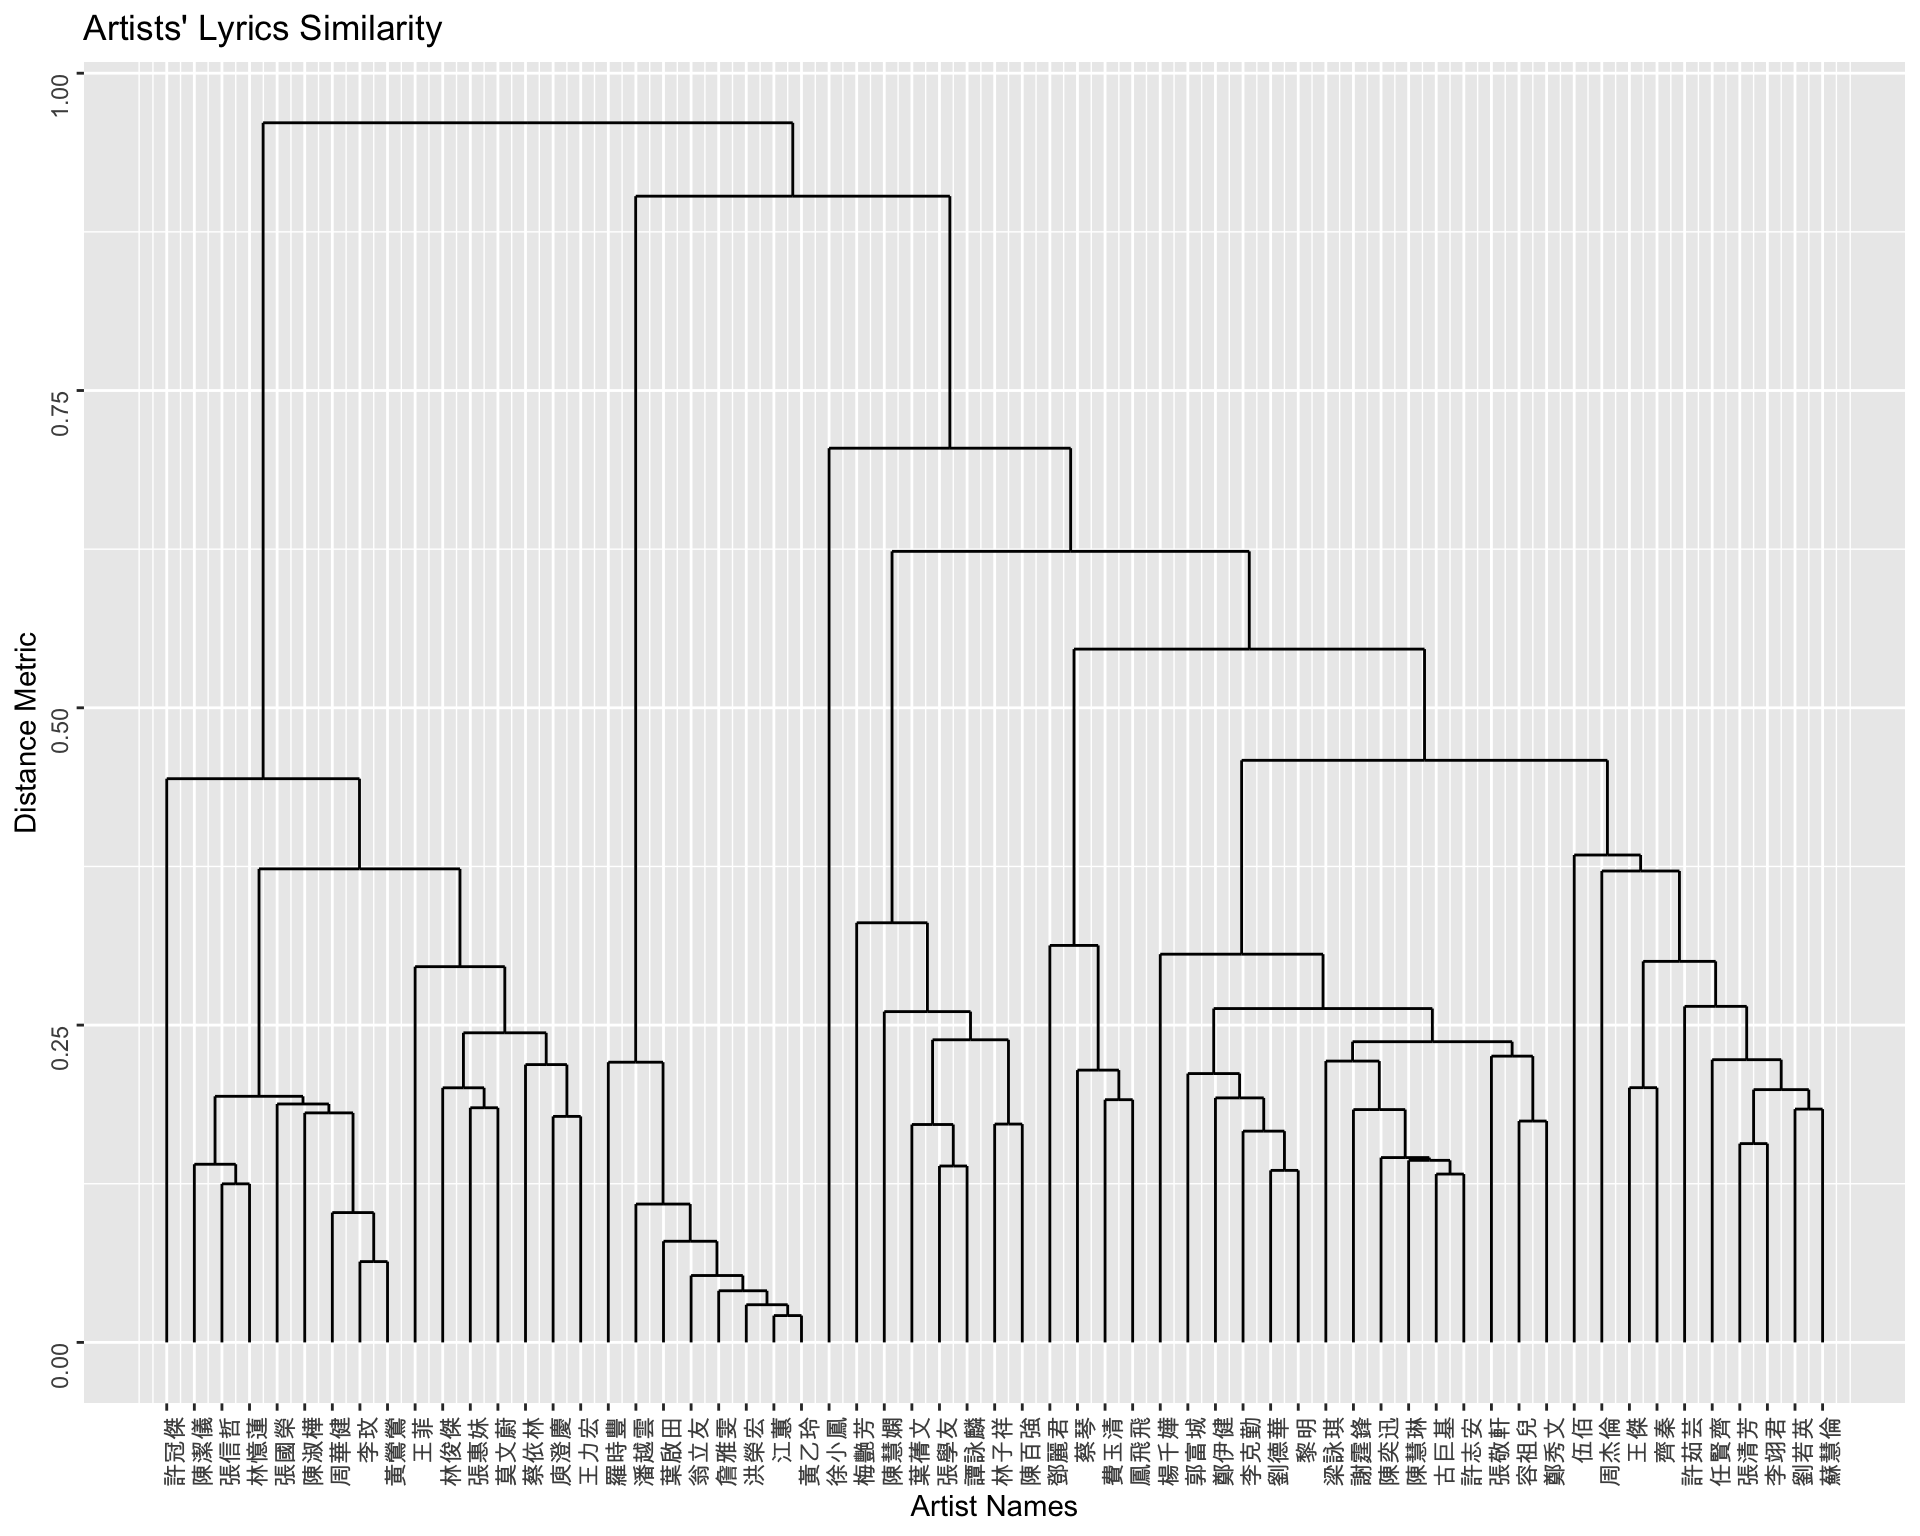 Artists' Lyrics Similarity
1.00
0.75
0.50
0.25
0.00
Distance Metric
許冠傑
陳潔儀
張信哲
林憶蓮
張國榮
陳淑樺
周華健
李玟
黃鶯鶯
王菲
林俊傑
張惠妹
莫文蔚
蔡依林
庾澄慶
王力宏
羅時豐
潘越雲
葉啟田
翁立友
詹雅雯
洪榮宏
江蕙
黃乙玲
徐小鳳
梅艷芳
陳慧嫻
葉蒨文
張學友
譚詠麟
林子祥
陳百強
鄧麗君
蔡琴
費玉清
鳳飛飛
楊千嬅
郭富城
鄭伊健
李克勤
劉德華
黎明
梁詠琪
謝霆鋒
陳奕迅
陳慧琳
古巨基
許志安
張敬軒
容祖兒
鄭秀文
伍佰
周杰倫
王傑
齊秦
許茹芸
任賢齊
張清芳
李翊君
劉若英
蘇慧倫
Artist Names